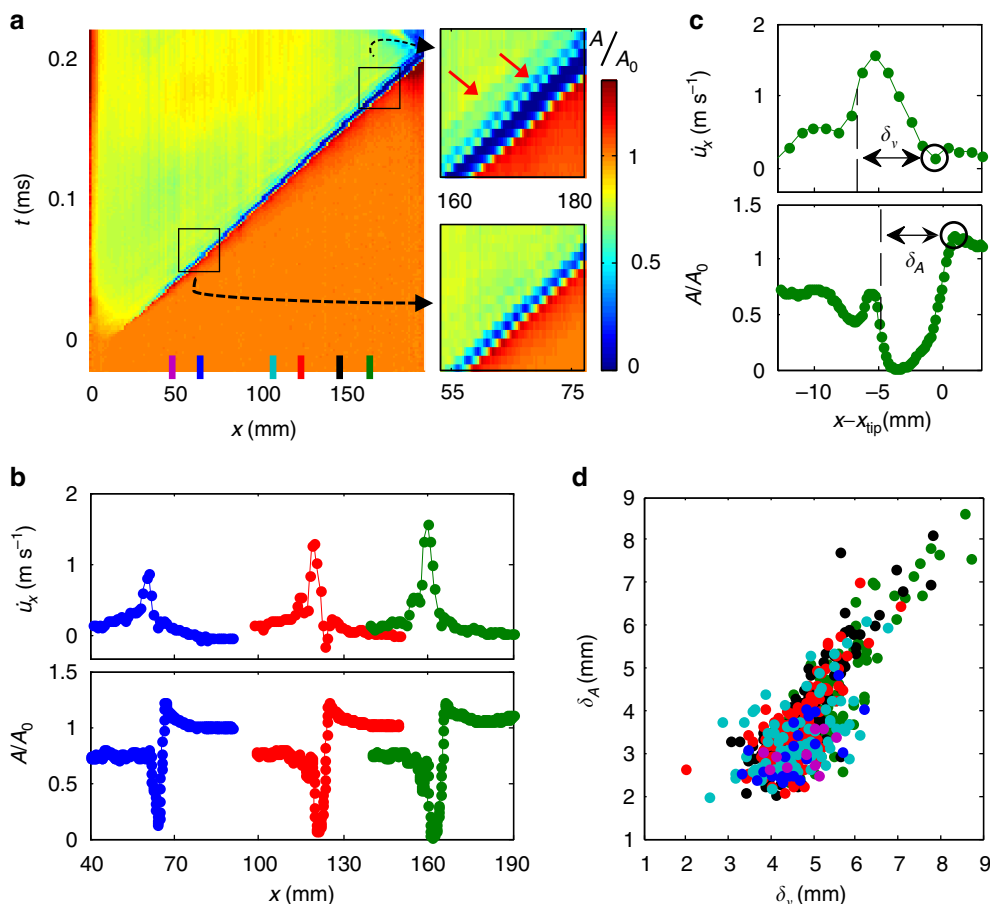 a
t (ms)
0.2
0.1
0
0 50 100 150
x (mm)
160 180
55 75
A/A0
1
0.5
0
b
u̇x (m s−1)
2
1
0
A/A0
1.5
1
0.5
0
40 70 100 130 160 190
x (mm)
c
u̇x (m s−1)
2
1
0
δv
A/A0
1.5
1
0.5
0
δA
−10 −5 0
x−xtip(mm)
d
δA (mm)
9
8
7
6
5
4
3
2
1
1 2 3 4 5 6 7 8 9
δv (mm)